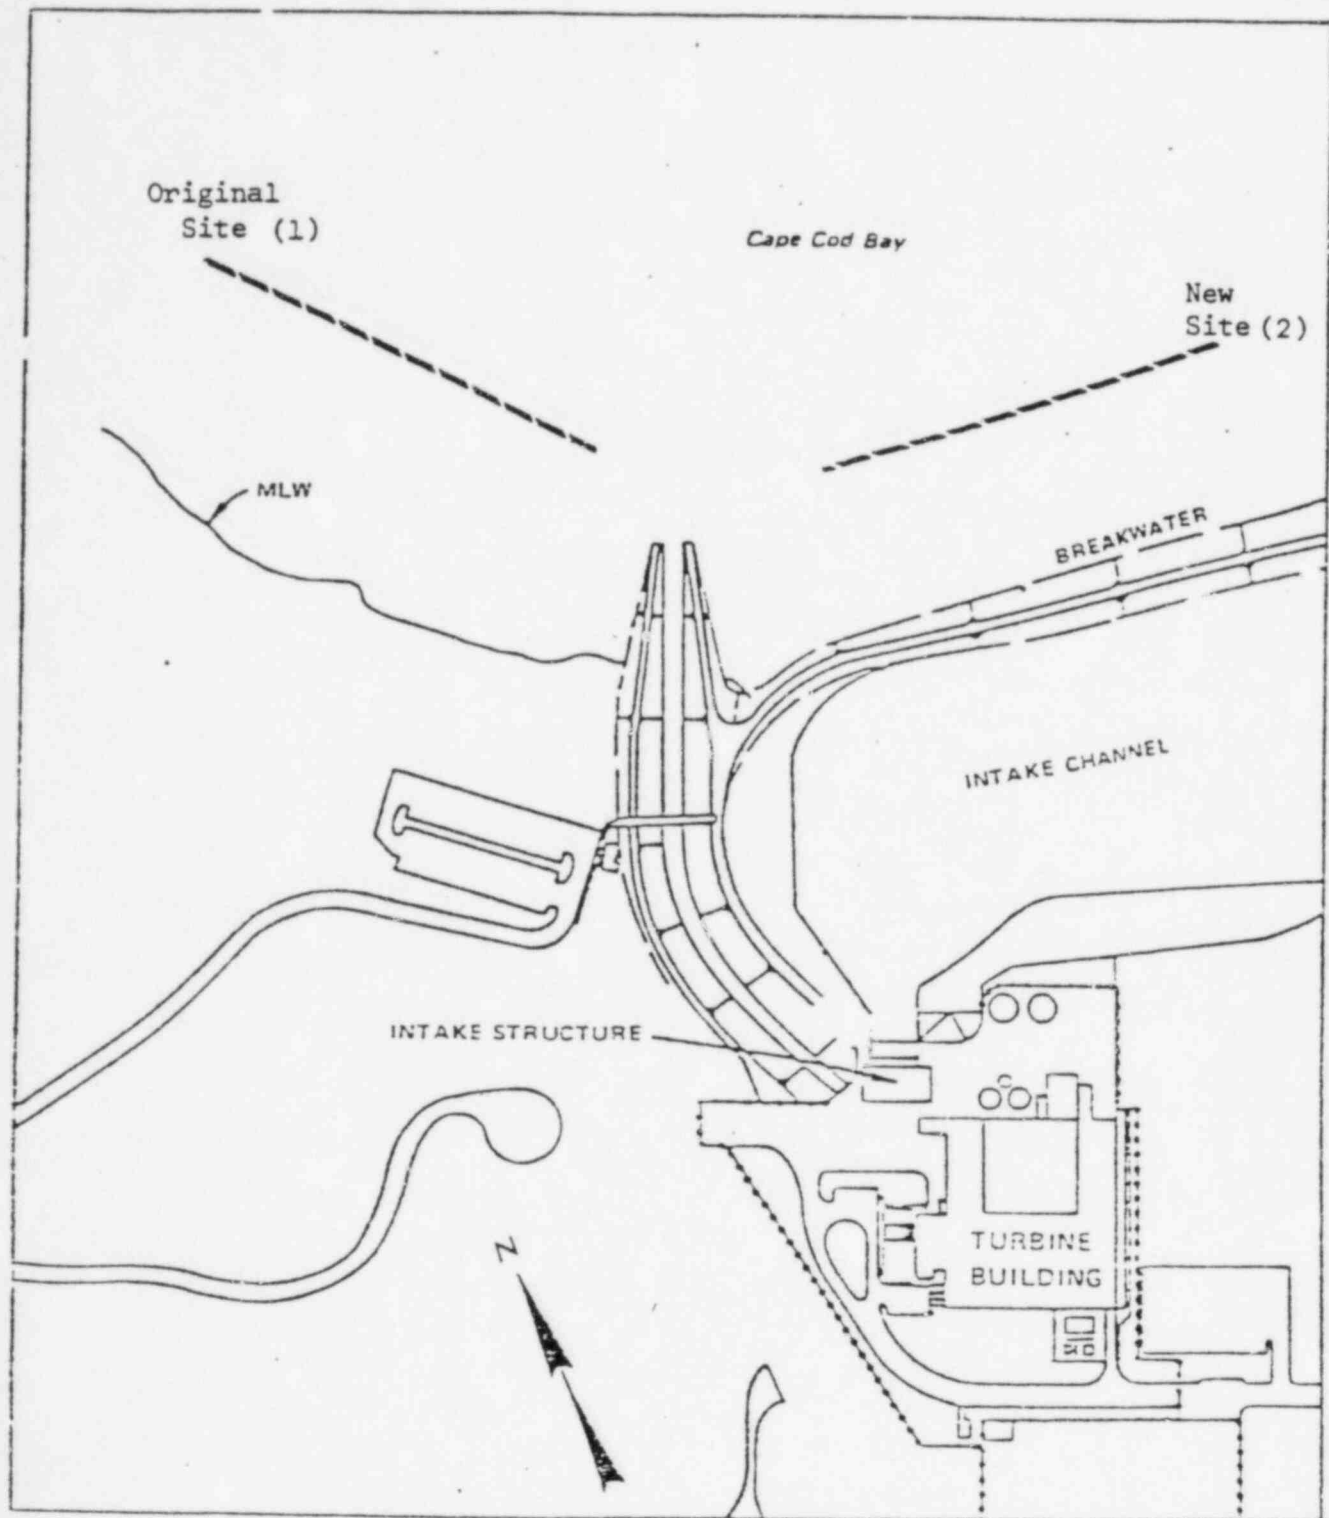 Original
Site (1)
Cape Cod Bay
New
Site (2)
MLW
BREAKWATER
INTAKE CHANNEL
INTAKE STRUCTURE
TURBINE
BUILDING
N